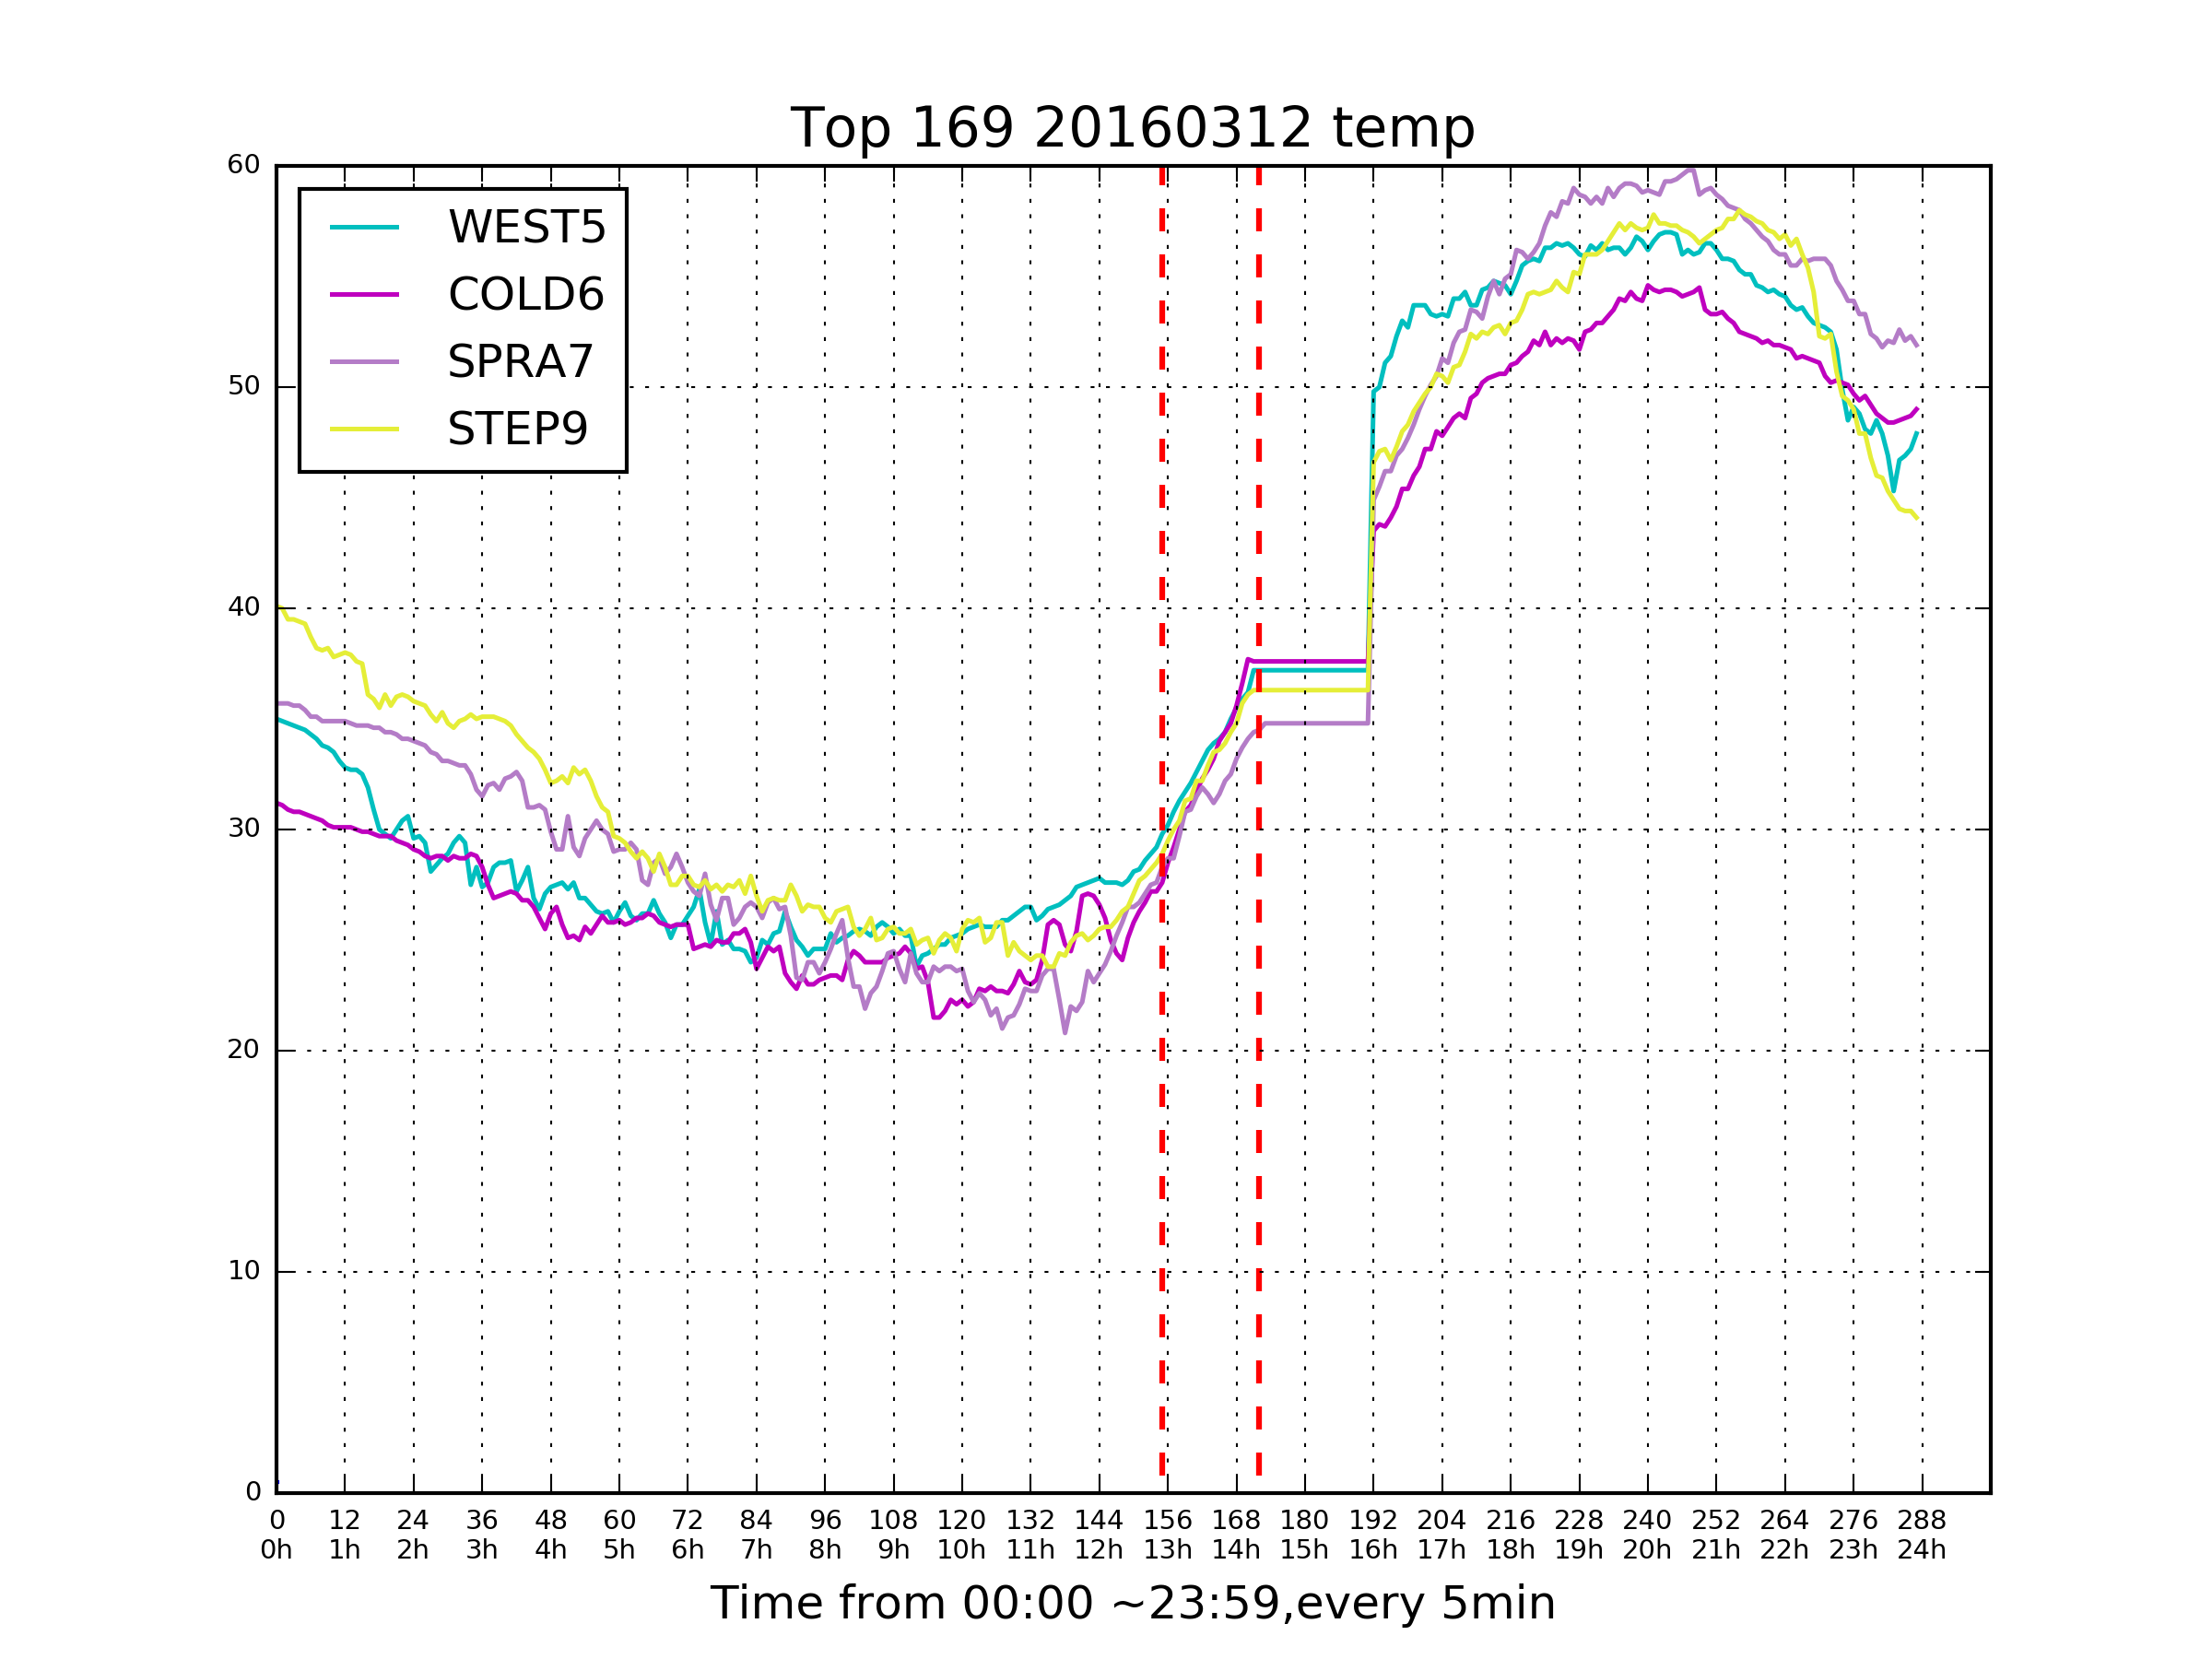 Top 169 20160312 temp
60
50
40
30
20
10
0
WEST5
COLD6
SPRA7
STEP9
0 12 24 36 48 60 72 84 96 108 120 132 144 156 168 180 192 204 216 228 240 252 264 276 288
0h 1h 2h 3h 4h 5h 6h 7h 8h 9h 10h 11h 12h 13h 14h 15h 16h 17h 18h 19h 20h 21h 22h 23h 24h
Time from 00:00 ~23:59,every 5min